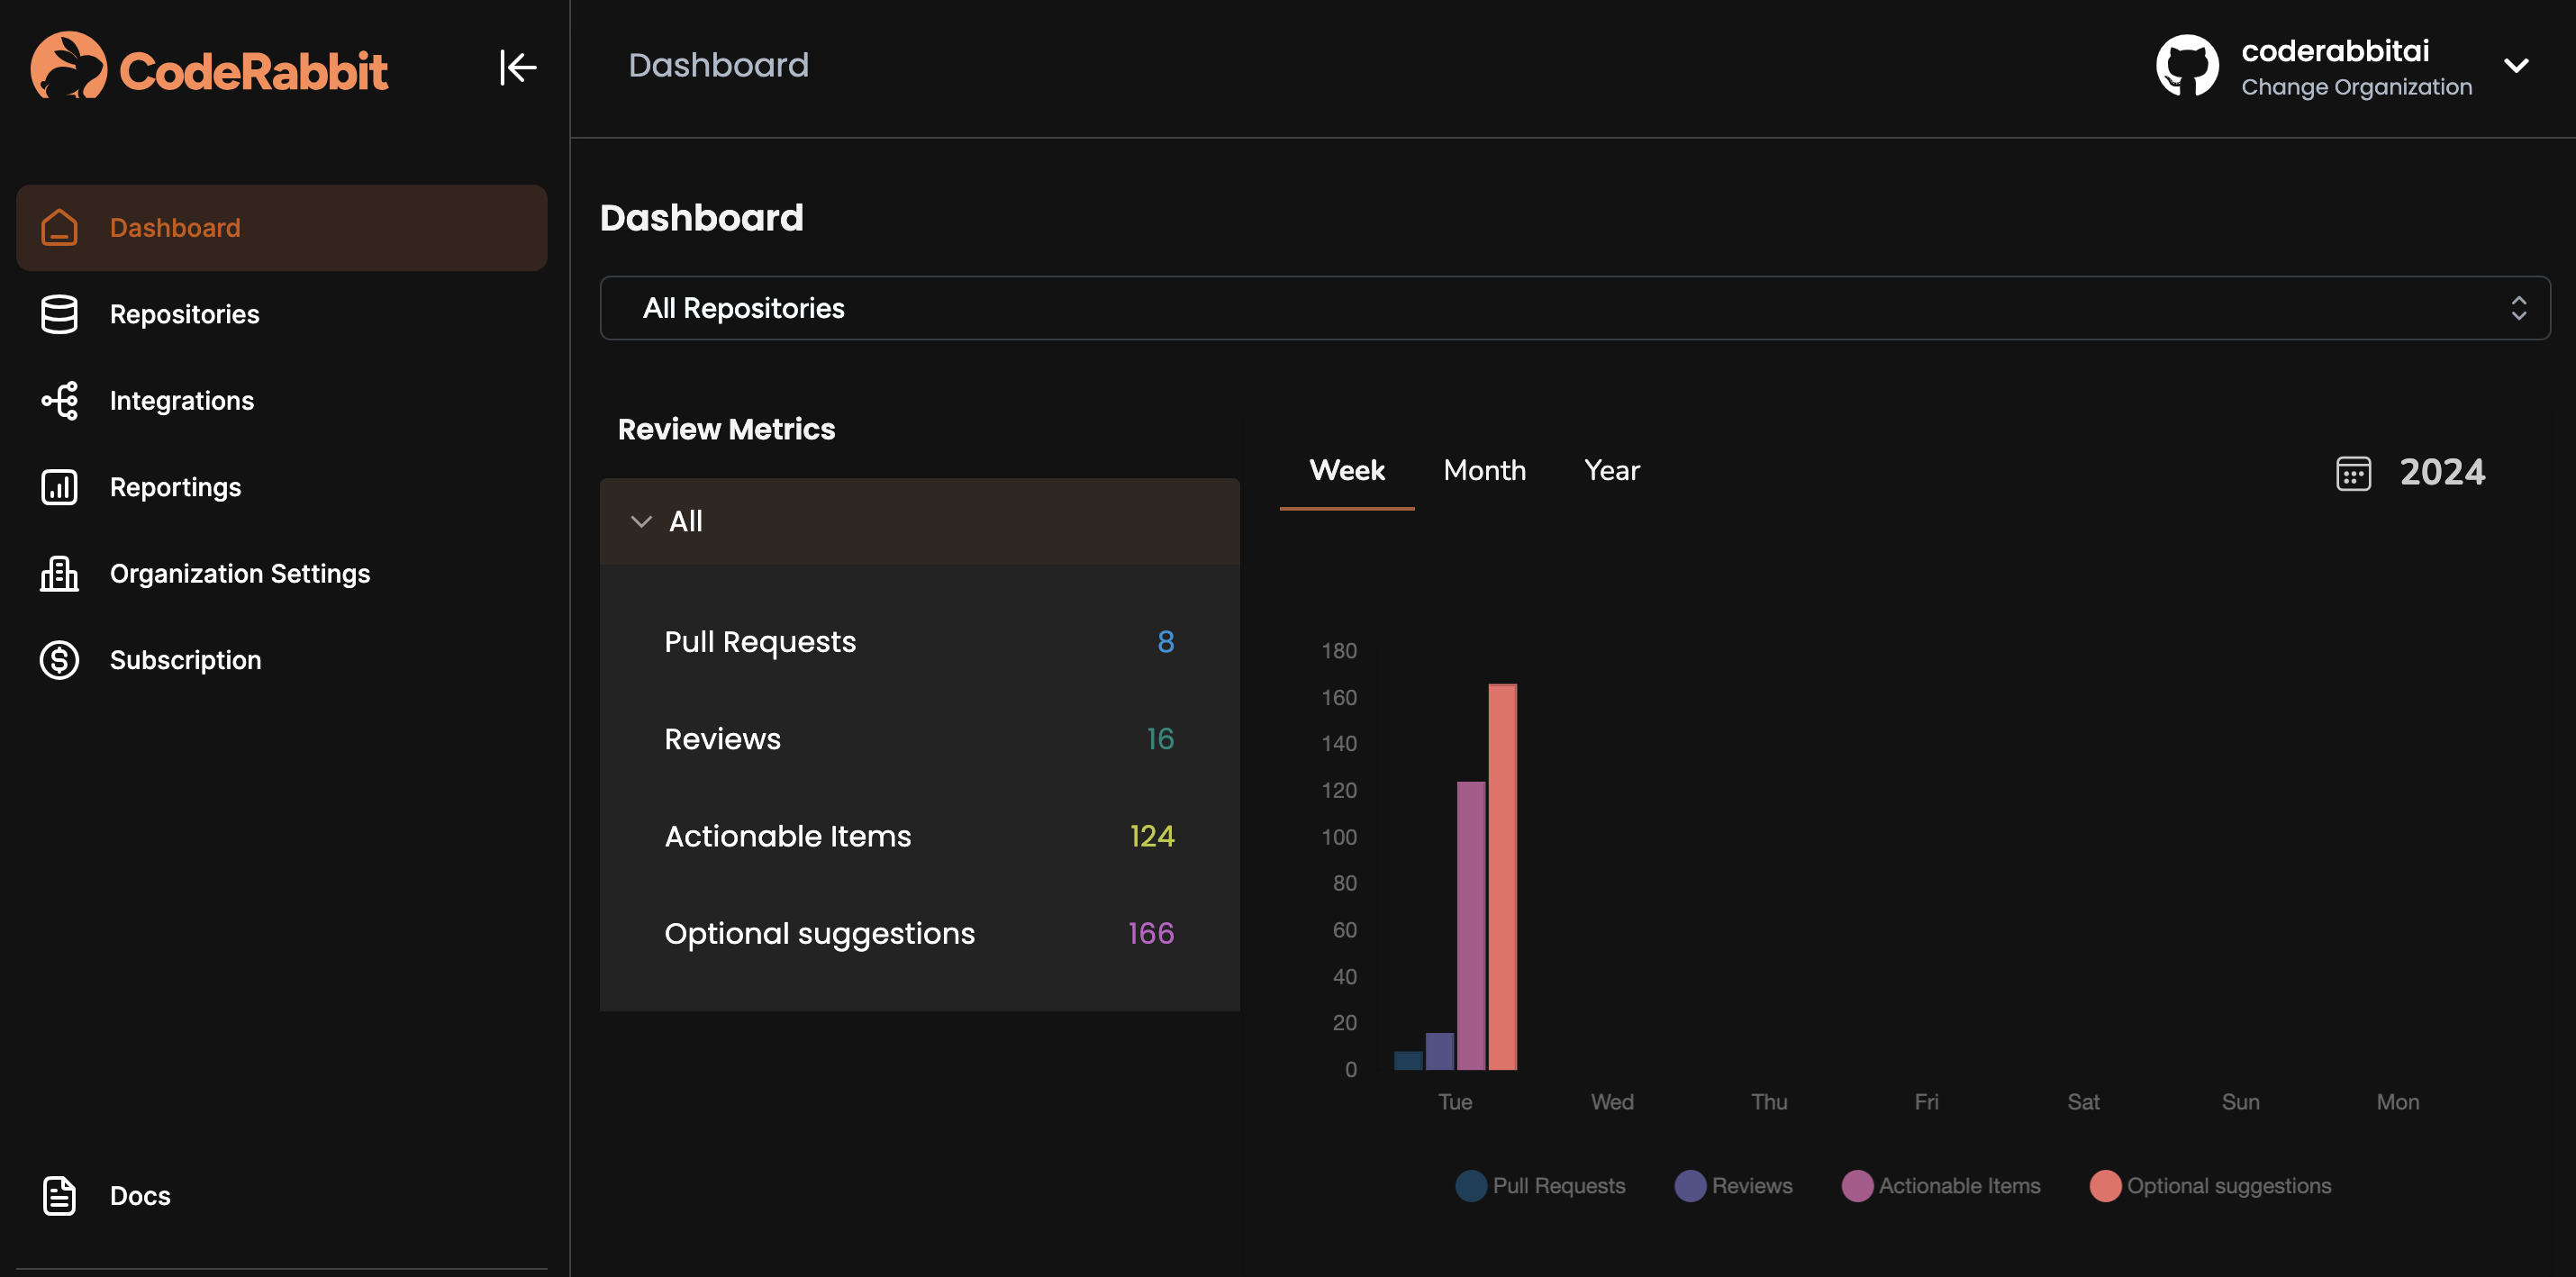 CodeRabbit
Dashboard
coderabbitai
Change Organization
Dashboard
Repositories
Integrations
Reportings
Organization Settings
Subscription
Docs
Dashboard
All Repositories
Review Metrics
All
Pull Requests 8
Reviews 16
Actionable Items 124
Optional suggestions 166
Week Month Year
2024
180
160
140
120
100
80
60
40
20
0
Tue Wed Thu Fri Sat Sun Mon
Pull Requests Reviews Actionable Items Optional suggestions